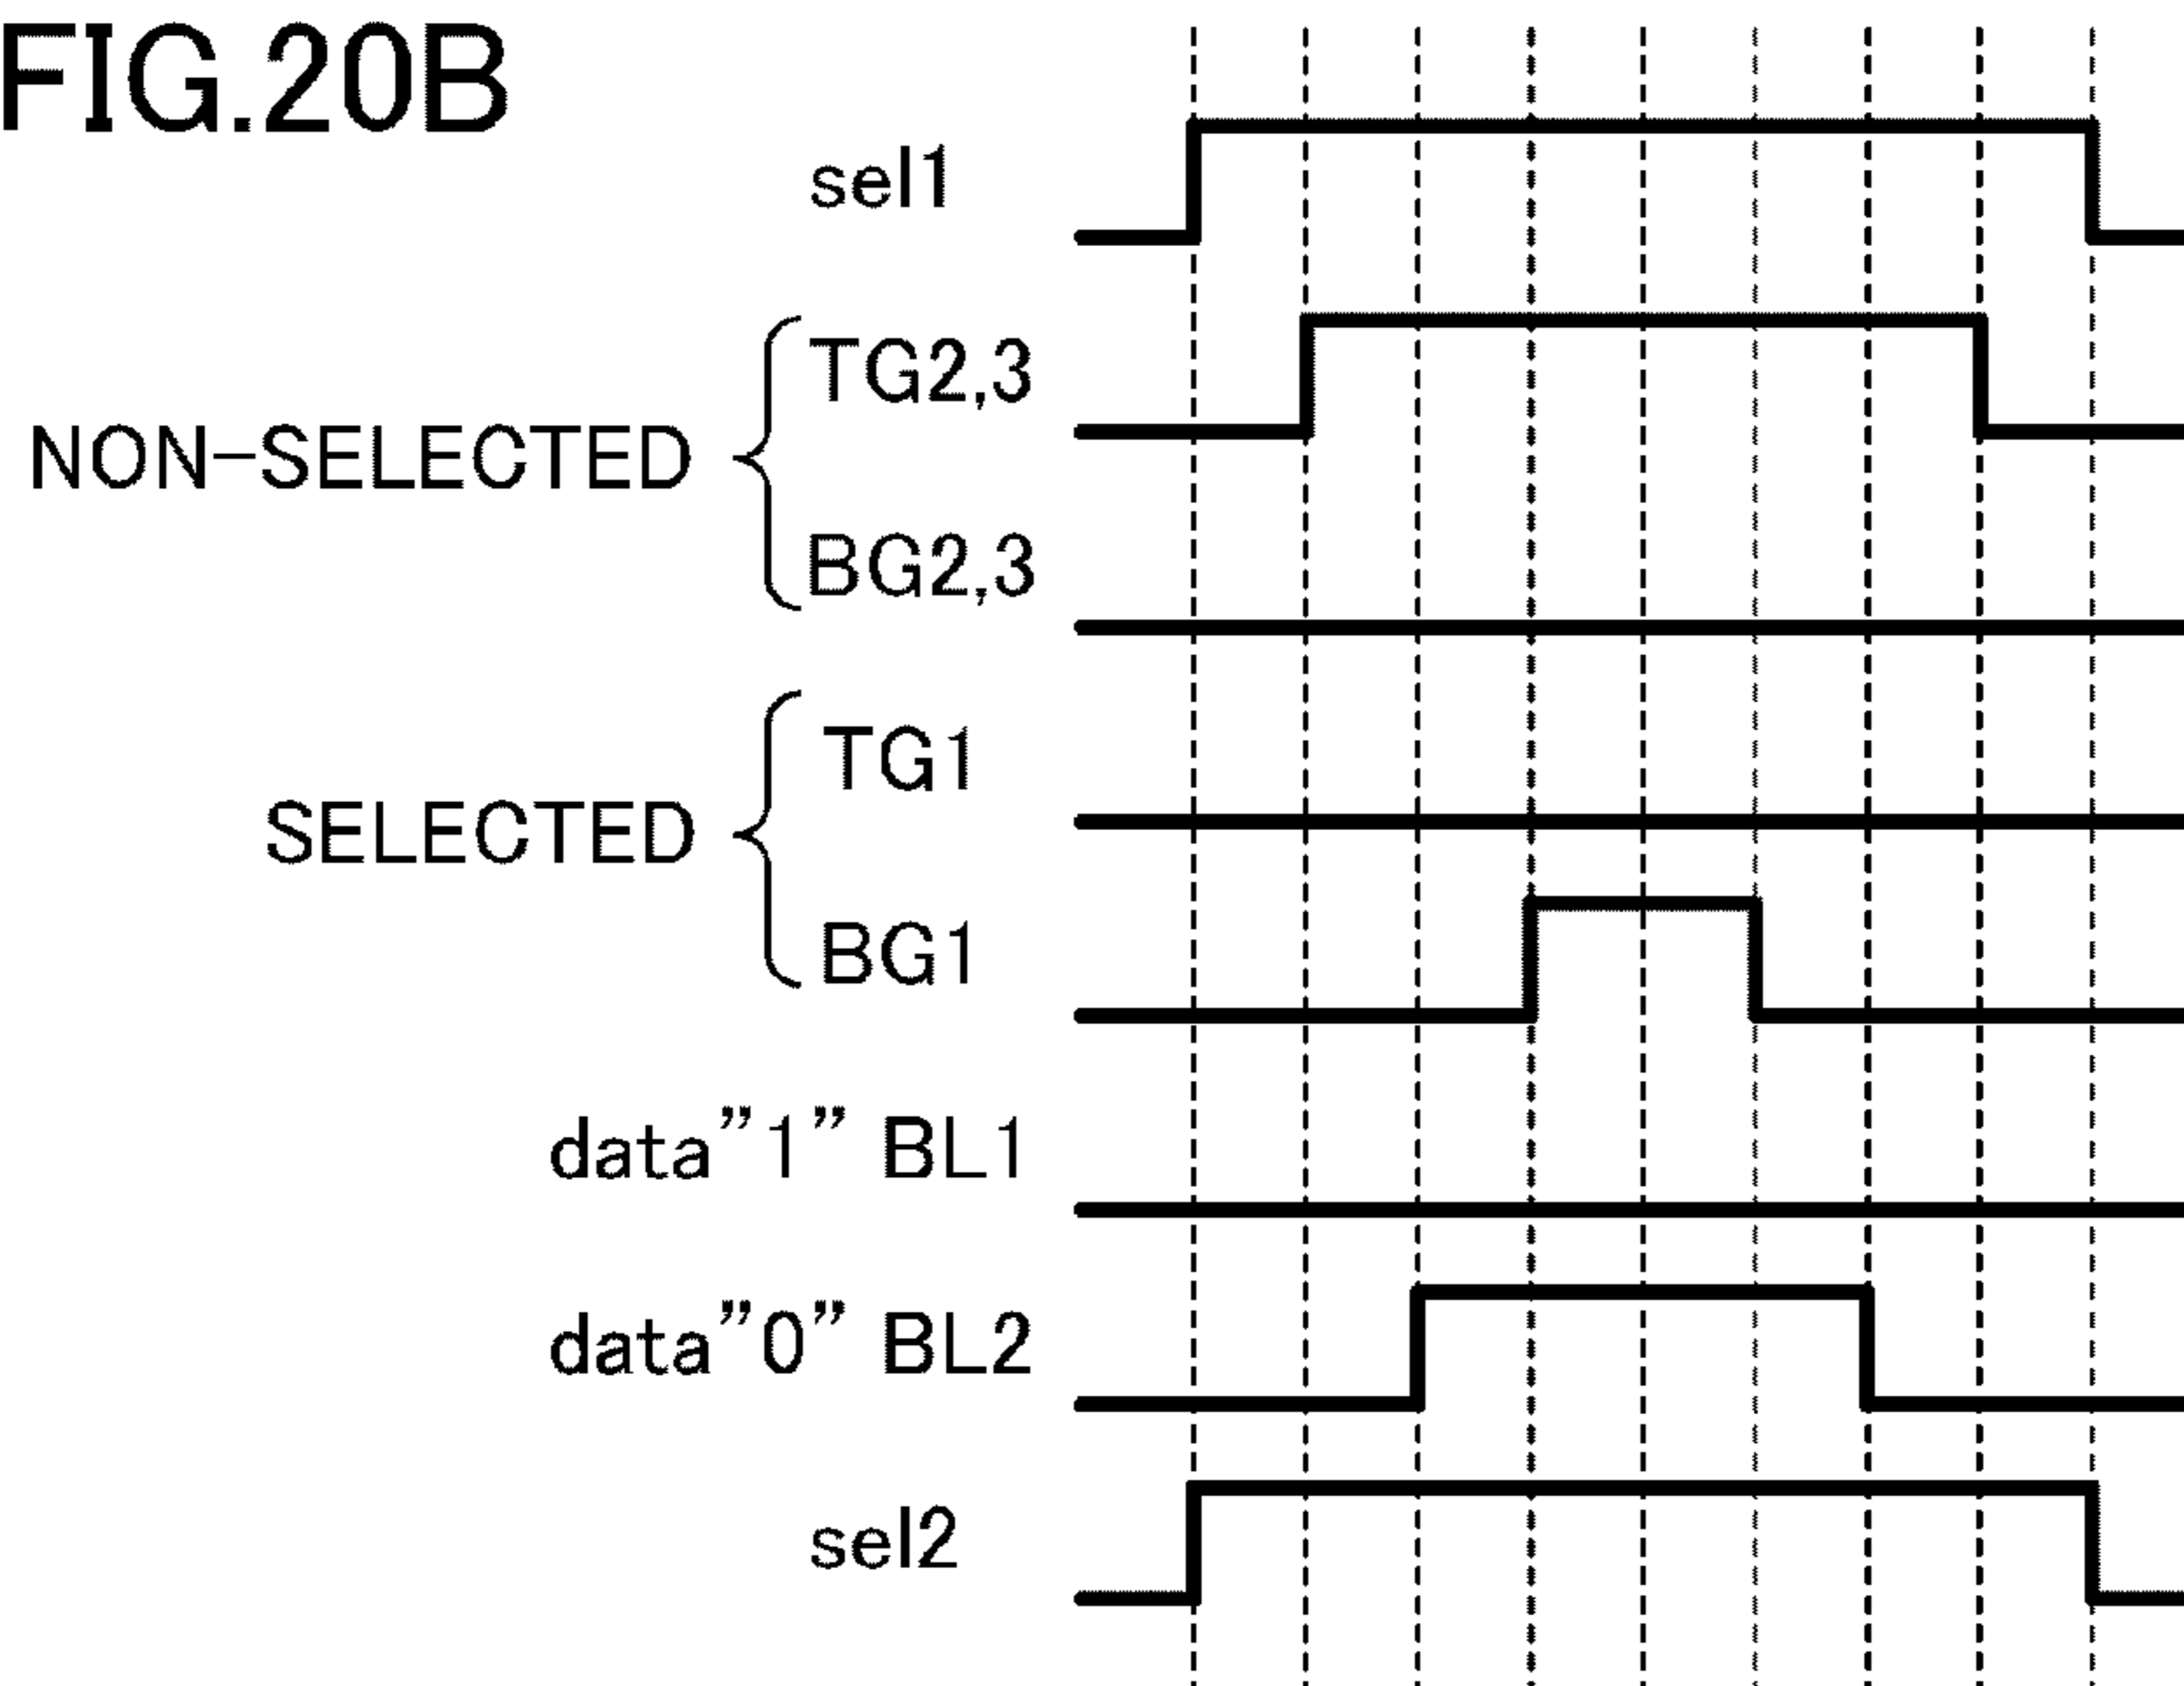 FIG.20B
sel1
NON-SELECTED
TG2,3
BG2,3
SELECTED
TG1
BG1
data"1" BL1
data"0" BL2
sel2